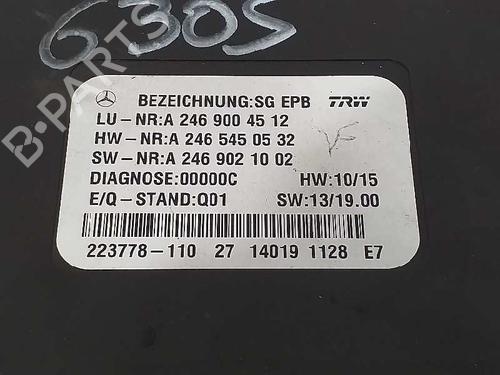 G305
B-PARTS
BEZEICHNUNG:SG EPB TRW
LU-NR:A 246 900 45 12
HW-NR:A 246 545 05 32
SW-NR:A 246 902 10 02
DIAGNOSE:00000C HW:10/15
E/Q-STAND:Q01 SW:13/19.00
223778-110 27 14019 1128 E7